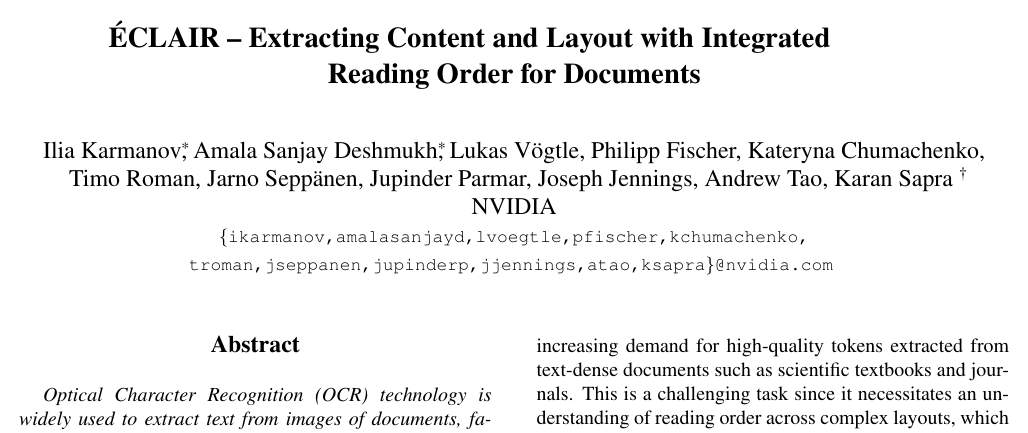 ÉCLAIR – Extracting Content and Layout with Integrated
Reading Order for Documents
Ilia Karmanov,* Amala Sanjay Deshmukh,* Lukas Vögtle, Philipp Fischer, Kateryna Chumachenko,
Timo Roman, Jarno Seppänen, Jupinder Parmar, Joseph Jennings, Andrew Tao, Karan Sapra †
NVIDIA
{ikarmanov,amalasanjayd,lvoegtle,pfischer,kchumachenko,
troman,jseppanen,jupinderp,jjennings,atao,ksapra}@nvidia.com
Abstract
Optical Character Recognition (OCR) technology is
widely used to extract text from images of documents, fa-
increasing demand for high-quality tokens extracted from
text-dense documents such as scientific textbooks and jour-
nals. This is a challenging task since it necessitates an un-
derstanding of reading order across complex layouts, which